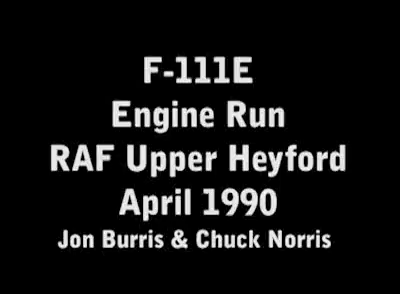 F-111E
Engine Run
RAF Upper Heyford
April 1990
Jon Burris & Chuck Norris